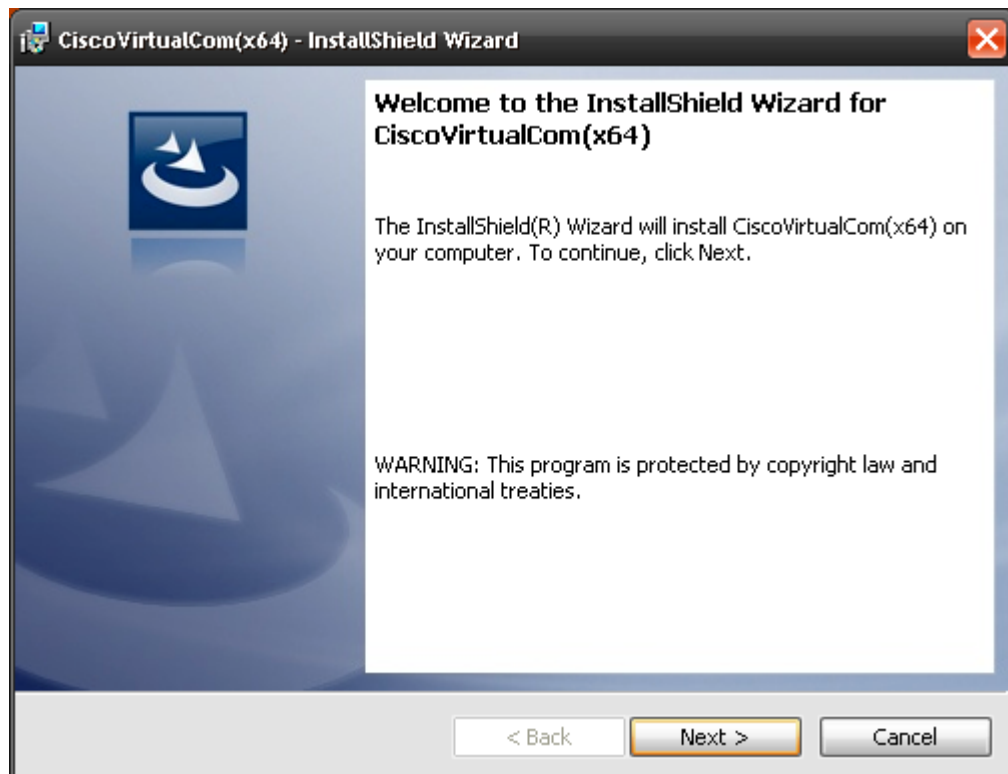 CiscoVirtualCom(x64) - InstallShield Wizard
Welcome to the InstallShield Wizard for
CiscoVirtualCom(x64)
The InstallShield(R) Wizard will install CiscoVirtualCom(x64) on
your computer. To continue, click Next.
WARNING: This program is protected by copyright law and
international treaties.
< Back
Next >
Cancel